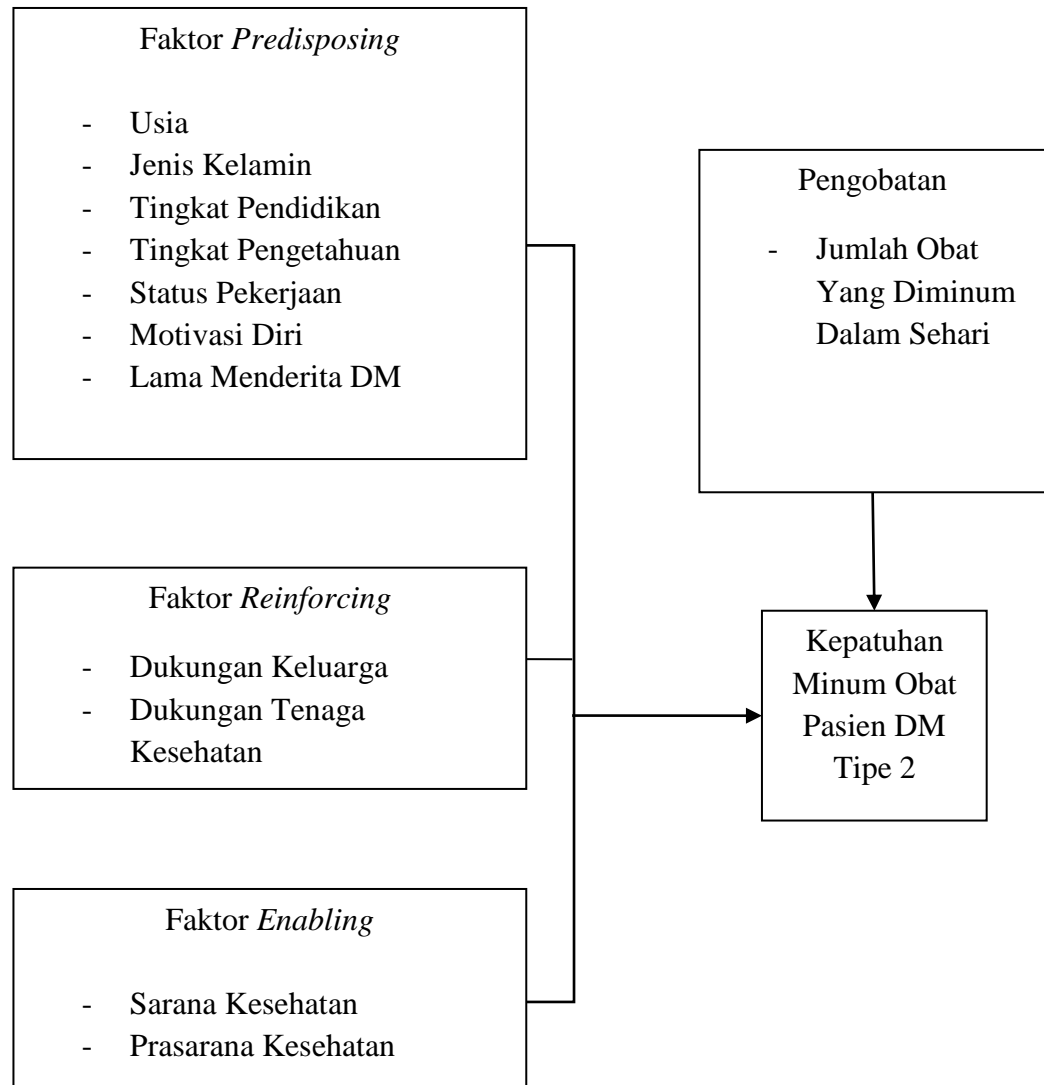 Faktor Predisposing
- Usia
- Jenis Kelamin
- Tingkat Pendidikan
- Tingkat Pengetahuan
- Status Pekerjaan
- Motivasi Diri
- Lama Menderita DM
Pengobatan
- Jumlah Obat
Yang Diminum
Dalam Sehari
Faktor Reinforcing
- Dukungan Keluarga
- Dukungan Tenaga
Kesehatan
Kepatuhan
Minum Obat
Pasien DM
Tipe 2
Faktor Enabling
- Sarana Kesehatan
- Prasarana Kesehatan